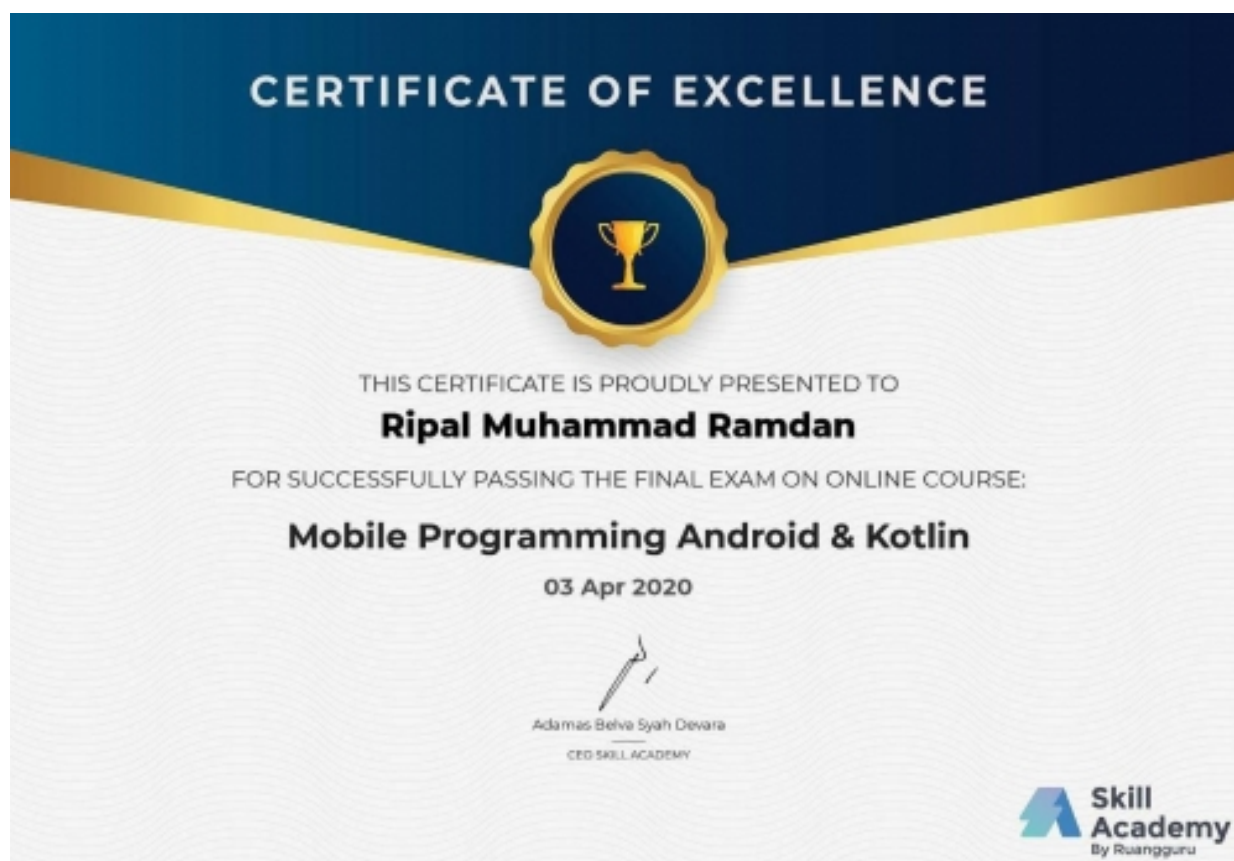 CERTIFICATE OF EXCELLENCE
THIS CERTIFICATE IS PROUDLY PRESENTED TO
Ripal Muhammad Ramdan
FOR SUCCESSFULLY PASSING THE FINAL EXAM ON ONLINE COURSE:
Mobile Programming Android & Kotlin
03 Apr 2020
Adamas Belva Syah Devara
CEO SKILL ACADEMY
Skill
Academy
By Ruangguru